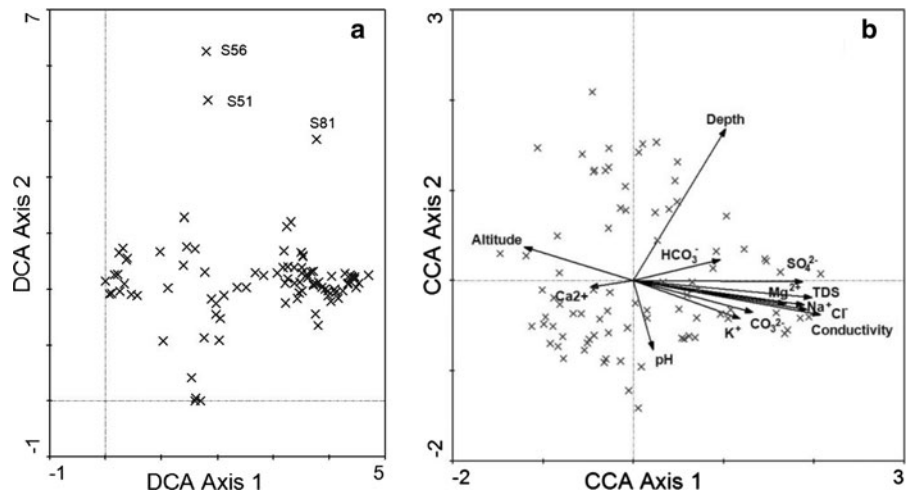 7
a
S56
S51
S81
DCA Axis 2
-1
-1
DCA Axis 1
5
3
b
Depth
Altitude
HCO₃⁻
SO₄²⁻
Ca2+
Mg²⁺
TDS
Na⁺
Cl⁻
CO₃²⁻
K⁺
Conductivity
pH
CCA Axis 2
-2
-2
CCA Axis 1
3